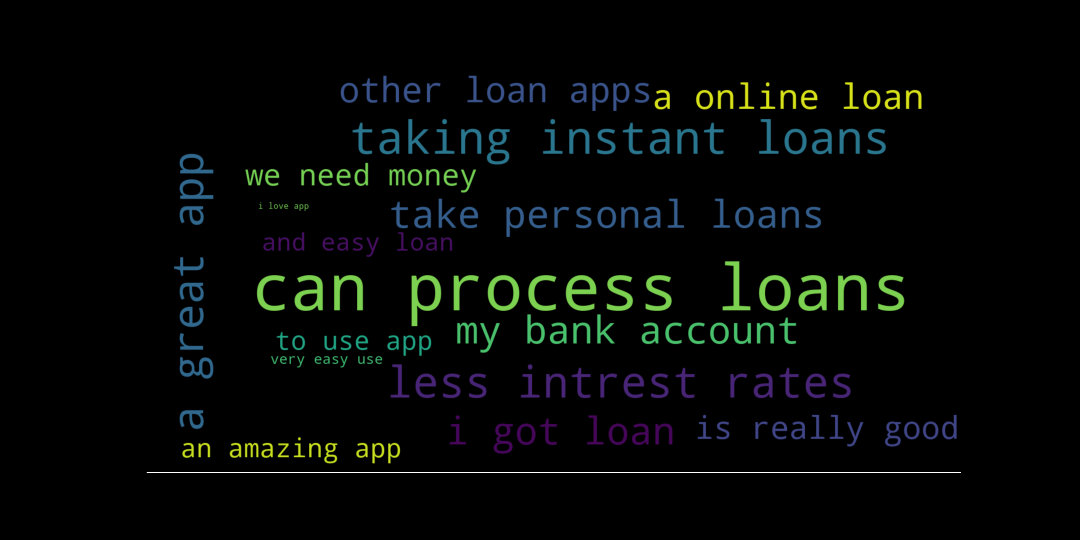 other loan apps
a online loan
taking instant loans
we need money
a great app
i love app
take personal loans
and easy loan
can process loans
my bank account
to use app
very easy use
less intrest rates
i got loan
is really good
an amazing app